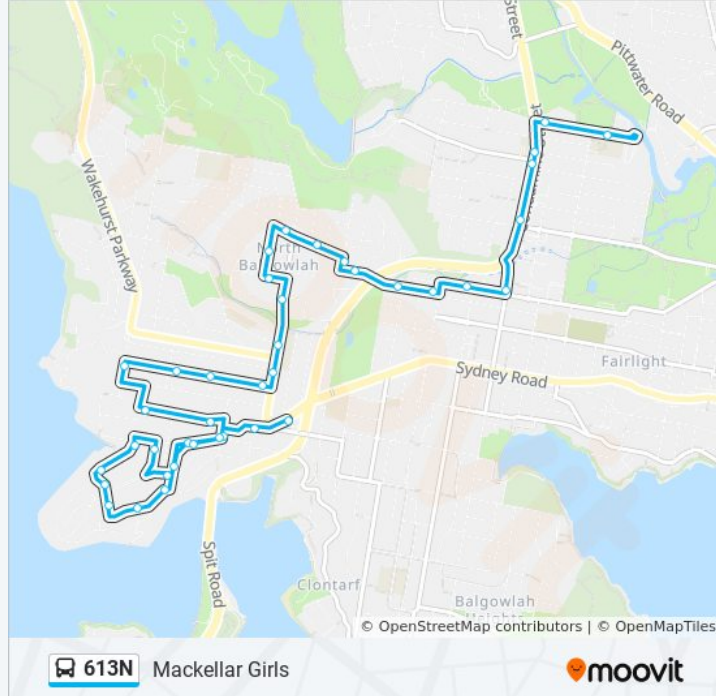 Street
Pittwater Road
Wakehurst Parkway
North
Balgowlah
Fairlight
Sydney Road
Spit Road
Clontarf
Balgowlah
Heights
© OpenStreetMap contributors | © OpenMapTiles
613N
Mackellar Girls
moovit